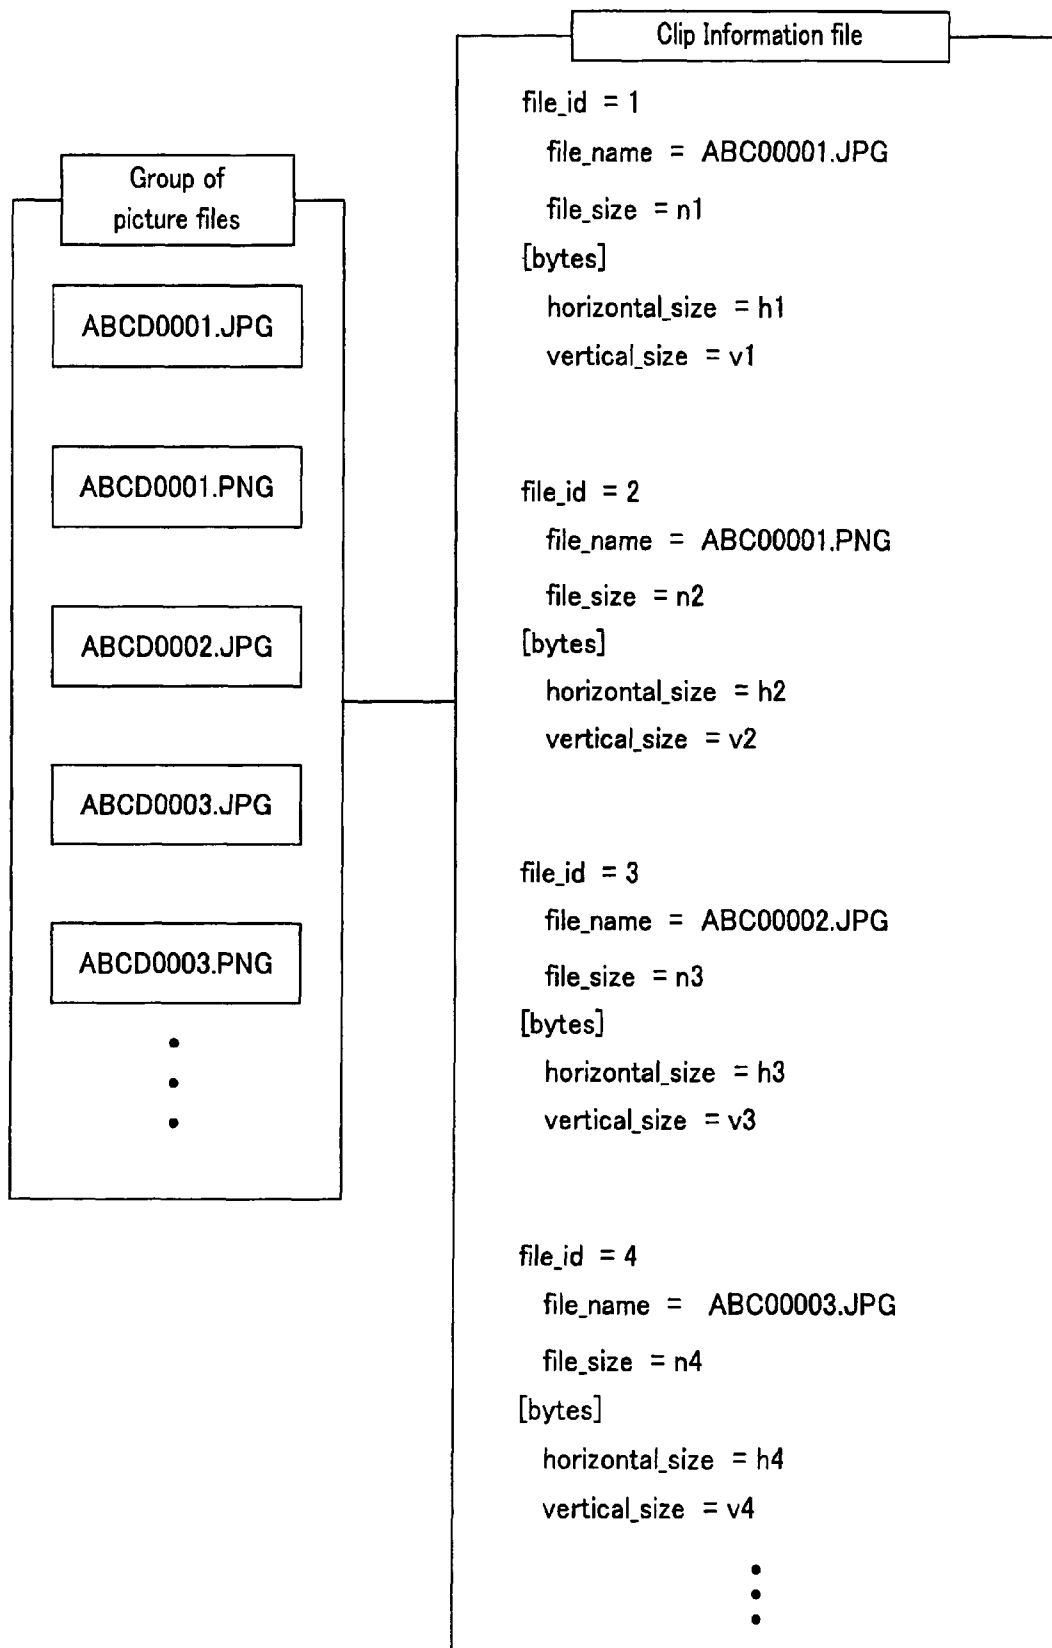 Clip Information file
Group of
picture files
ABCD0001.JPG
ABCD0001.PNG
ABCD0002.JPG
ABCD0003.JPG
ABCD0003.PNG
file_id = 1
file_name = ABC00001.JPG
file_size = n1
[bytes]
horizontal_size = h1
vertical_size = v1
file_id = 2
file_name = ABC00001.PNG
file_size = n2
[bytes]
horizontal_size = h2
vertical_size = v2
file_id = 3
file_name = ABC00002.JPG
file_size = n3
[bytes]
horizontal_size = h3
vertical_size = v3
file_id = 4
file_name = ABC00003.JPG
file_size = n4
[bytes]
horizontal_size = h4
vertical_size = v4